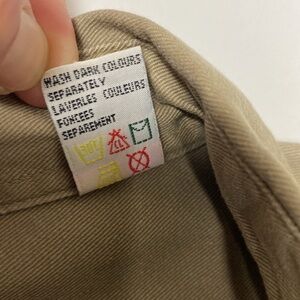 WASH DARK COLOURS
SEPARATELY
LAVERLES COULEURS
FONCEES
SEPAREMENT